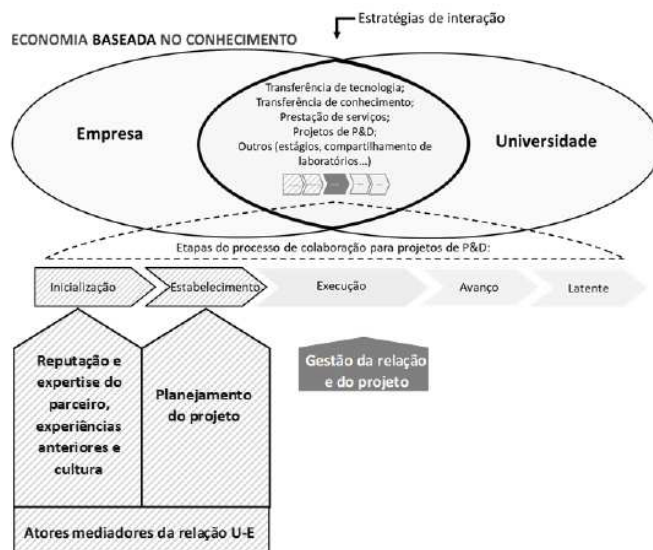 Estratégias de interação
ECONOMIA BASEADA NO CONHECIMENTO
Transferência de tecnologia;
Transferência de conhecimento;
Prestação de serviços;
Projetos de P&D;
Outros (estágios, compartilhamento de
laboratórios...)
Empresa
Universidade
Etapas do processo de colaboração para projetos de P&D:
Inicialização
Estabelecimento
Execução
Avanço
Latente
Reputação e
expertise do
parceiro,
experiências
anteriores e
cultura
Planejamento
do projeto
Gestão da relação
e do projeto
Atores mediadores da relação U-E